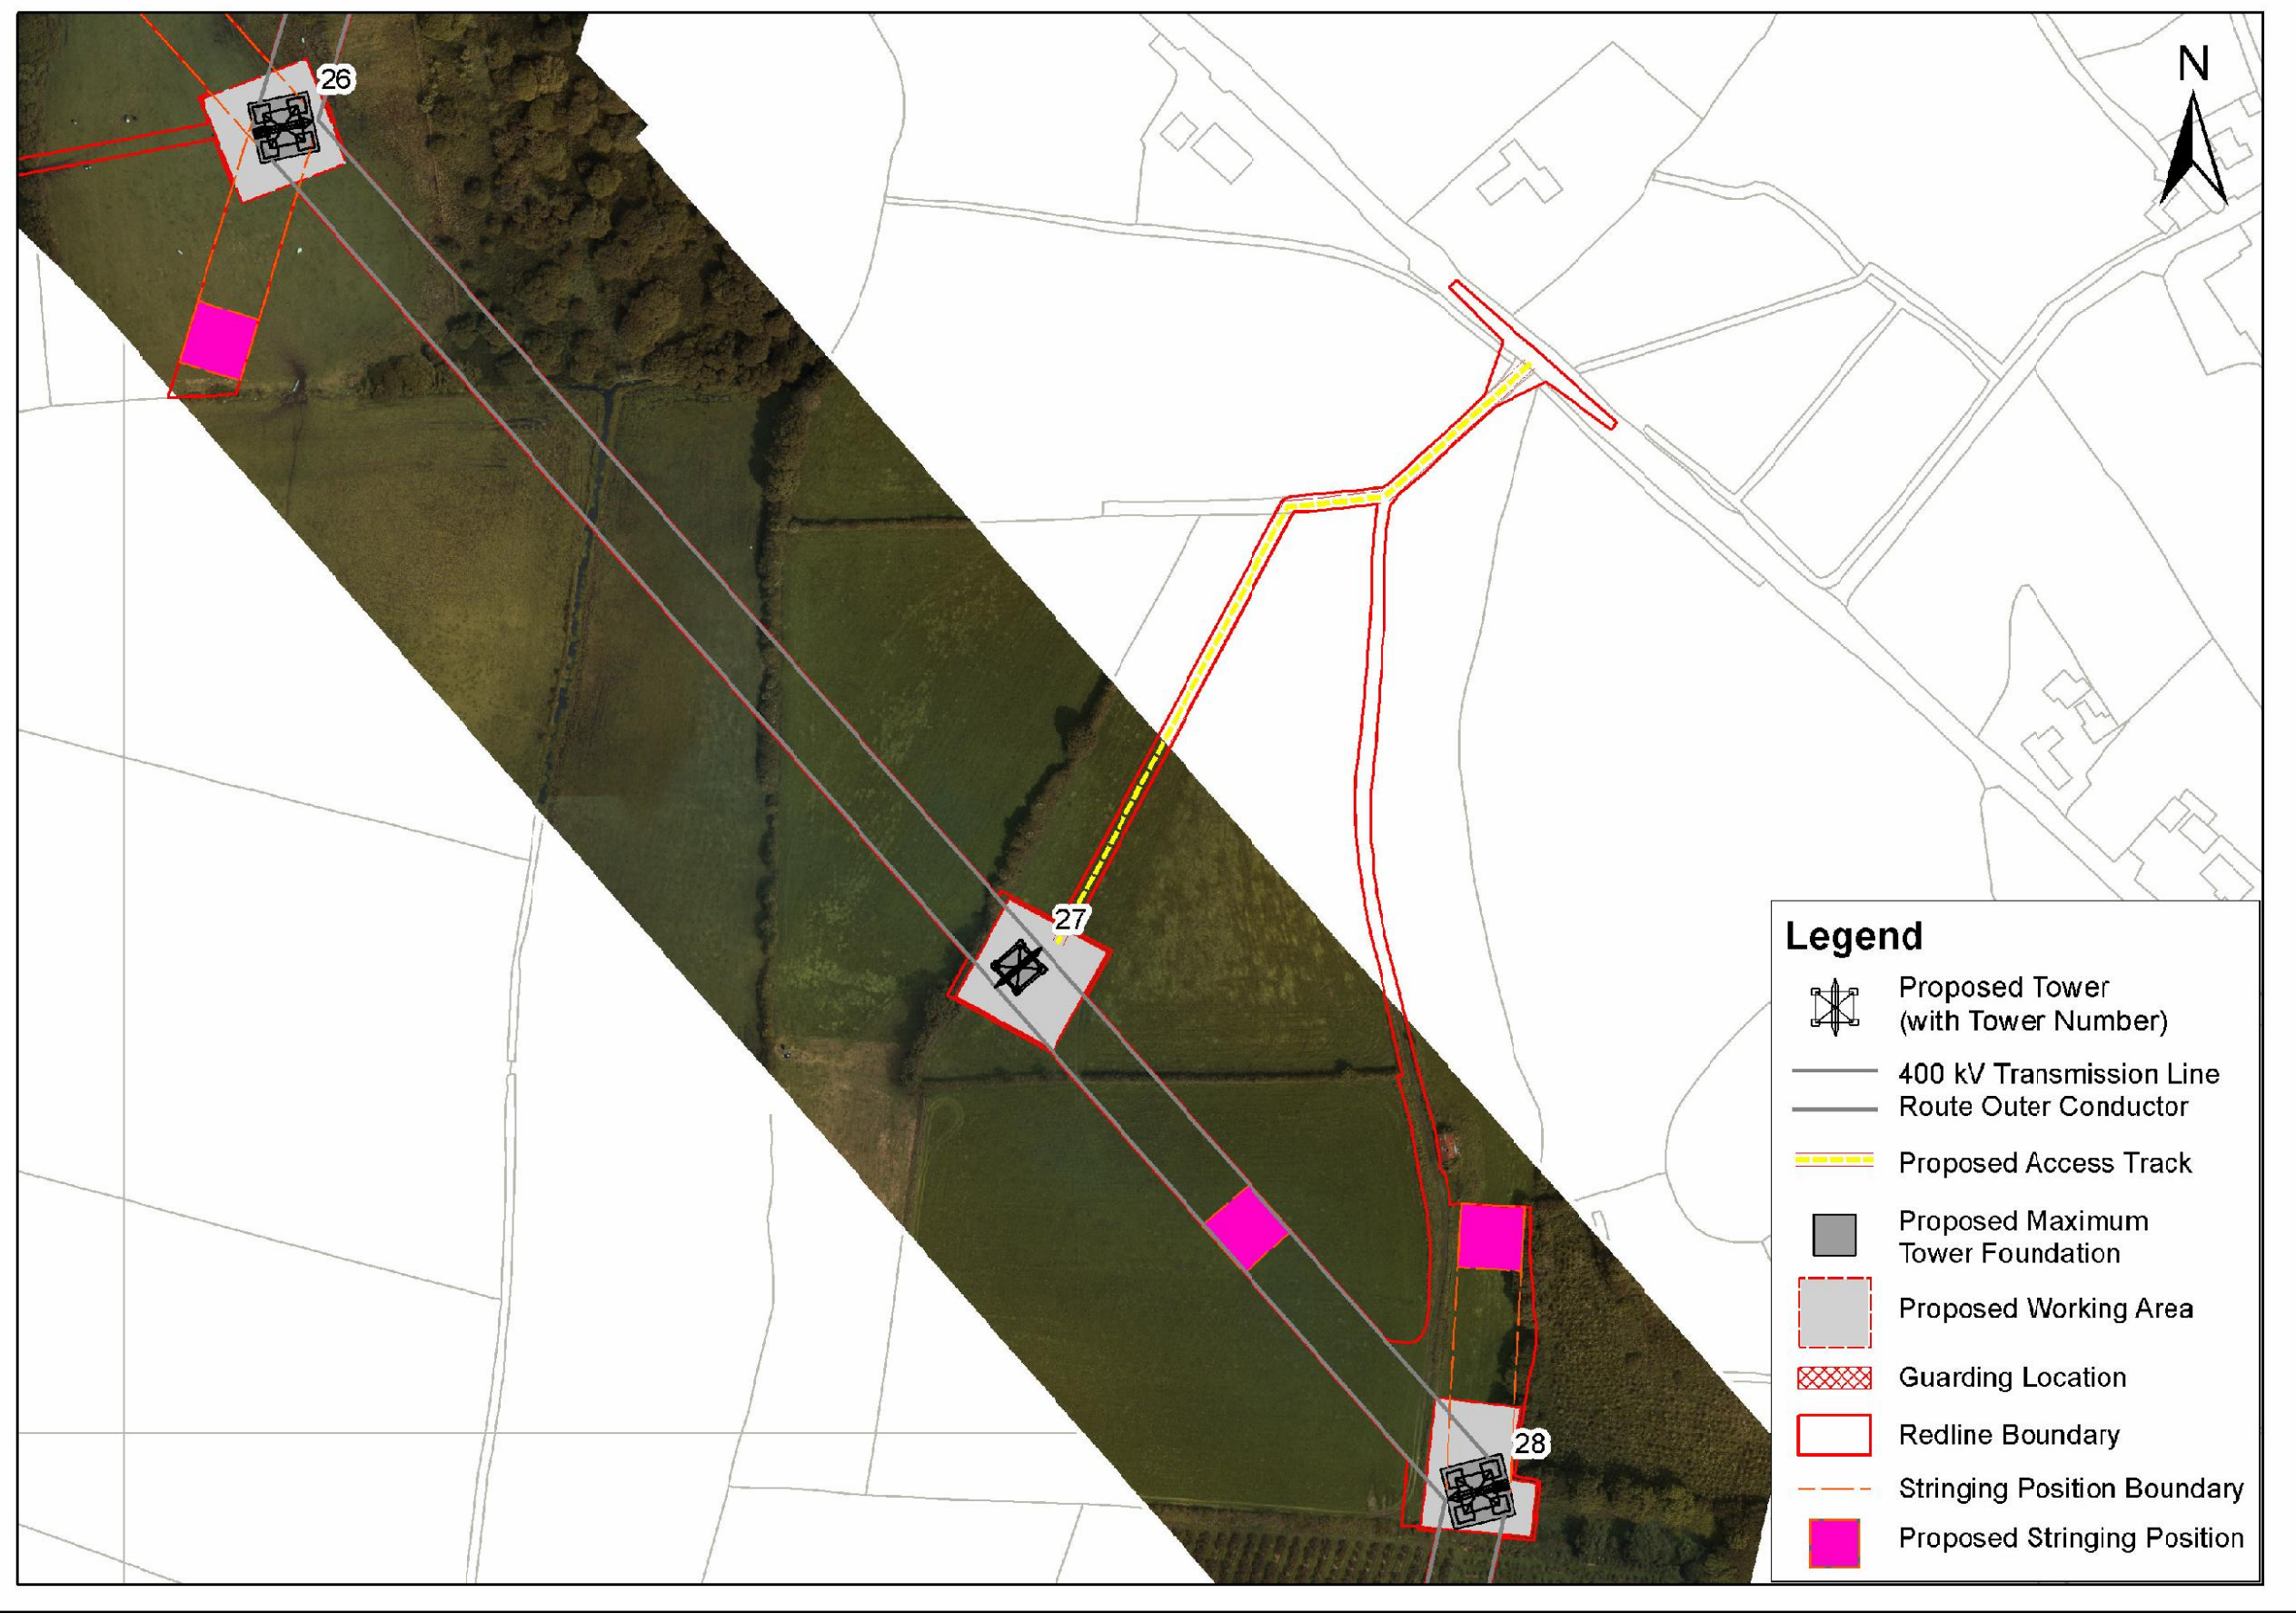 26
N
27
28
Legend
Proposed Tower
(with Tower Number)
400 kV Transmission Line
Route Outer Conductor
Proposed Access Track
Proposed Maximum
Tower Foundation
Proposed Working Area
Guarding Location
Redline Boundary
Stringing Position Boundary
Proposed Stringing Position